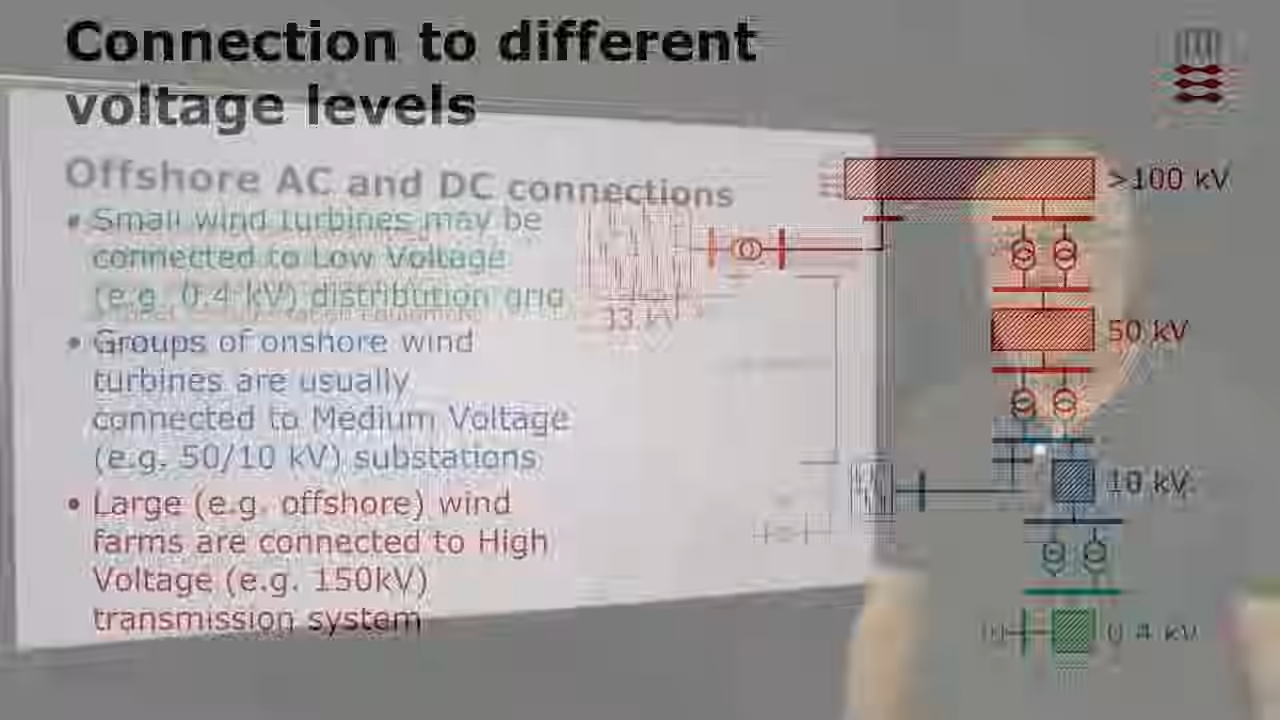 Connection to different
voltage levels
Offshore AC and DC connections
• Small wind turbines may be
connected to Low Voltage
(e.g. 0.4 kV) distribution grid
• Groups of onshore wind
turbines are usually
connected to Medium Voltage
(e.g. 50/10 kV) substations
• Large (e.g. offshore) wind
farms are connected to High
Voltage (e.g. 150kV)
transmission system
>100 kV
33 kV
50 kV
10 kV
0.4 kV